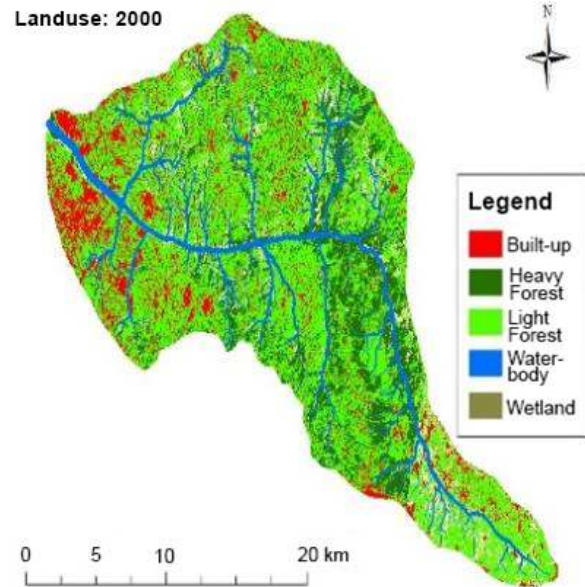 Landuse: 2000
N
Legend
Built-up
Heavy
Forest
Light
Forest
Water-
body
Wetland
0 5 10 20 km